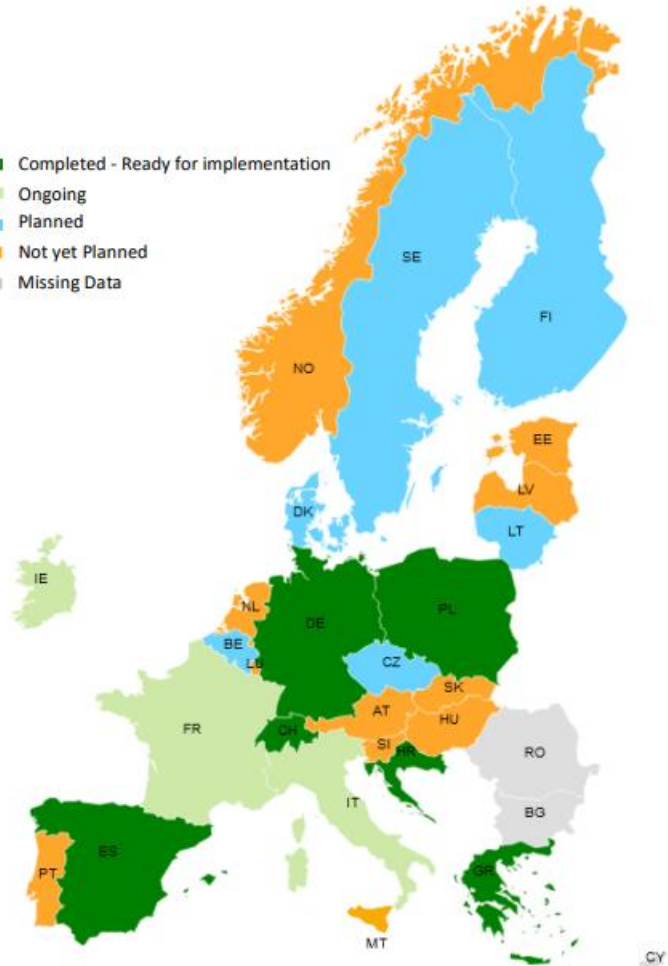 Completed - Ready for implementation
Ongoing
Planned
Not yet Planned
Missing Data
SE
FI
NO
EE
LV
DK
LT
IE
NL
DE
PL
BE
LU
CZ
SK
AT
HU
FR
CH
SI
HR
RO
IT
BG
ES
PT
GR
MT
CY